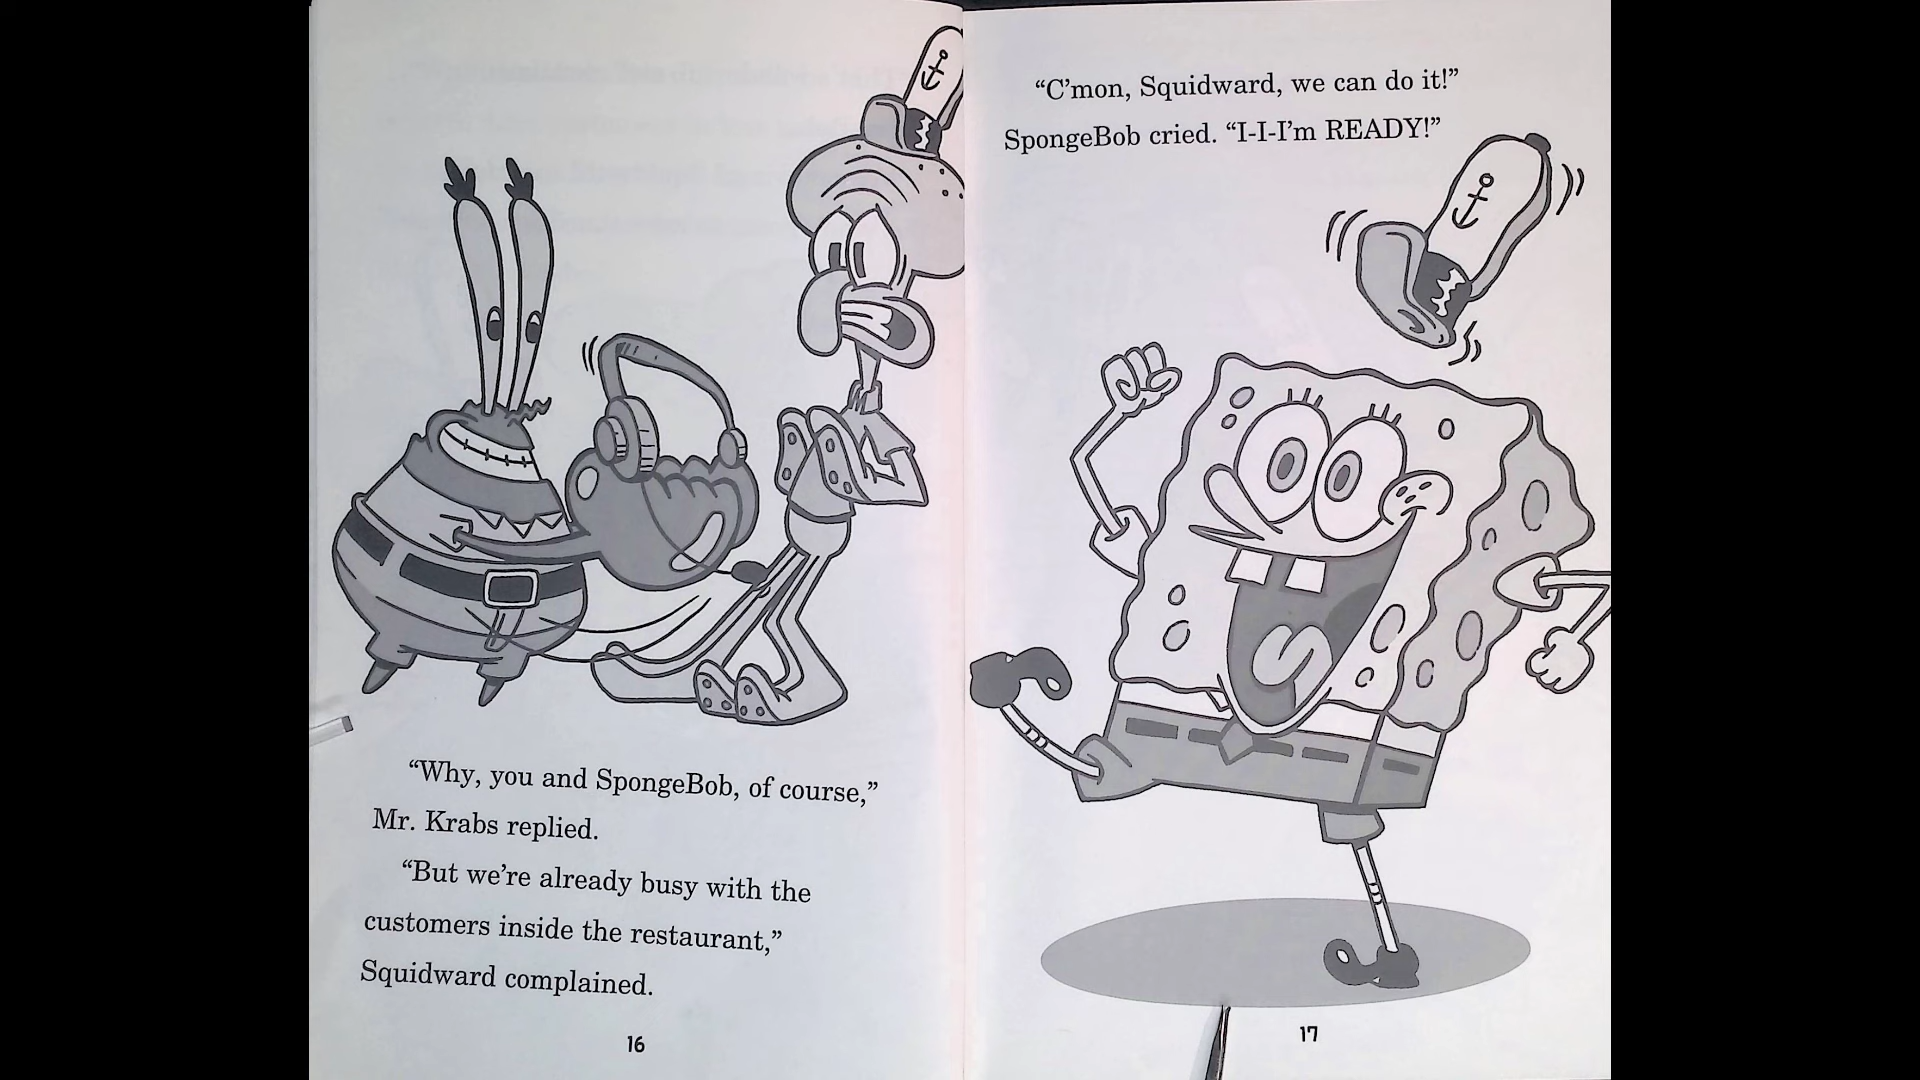 “Why, you and SpongeBob, of course,”
Mr. Krabs replied.
“But we’re already busy with the
customers inside the restaurant,”
Squidward complained.
16
“C’mon, Squidward, we can do it!”
SpongeBob cried. “I-I-I’m READY!”
17